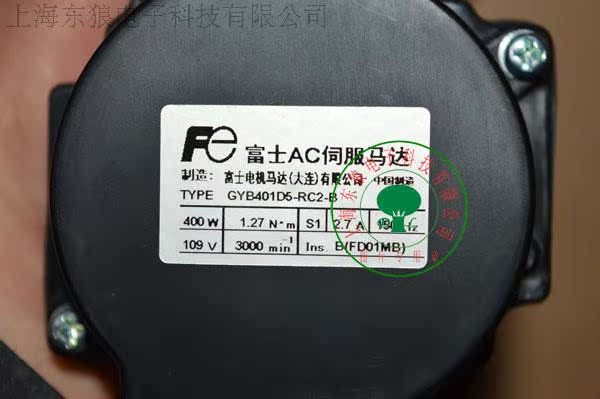 上海东狼电子科技有限公司
Fe 富士AC伺服马达
制造: 富士电机马达(大连)有限公司 中国制造
TYPE GYB401D5-RC2-B
400 W 1.27 N·m S1 2.7 A Hz
109 V 3000 min⁻¹ Ins. B(FD01MB)